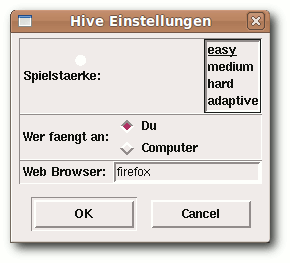 Hive Einstellungen
Spielstaerke:
easy
medium
hard
adaptive
Wer faengt an:
Du
Computer
Web Browser: firefox
OK Cancel